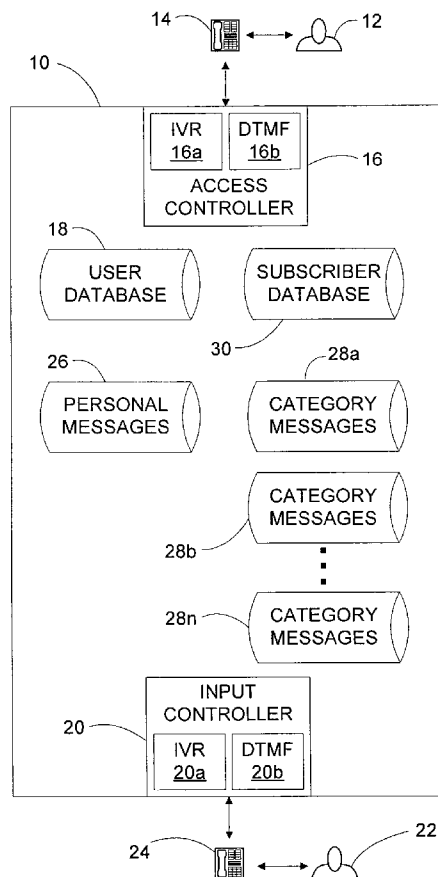 14
12
10
IVR
16a
DTMF
16b
ACCESS
CONTROLLER
16
18
USER
DATABASE
SUBSCRIBER
DATABASE
30
26
28a
PERSONAL
MESSAGES
CATEGORY
MESSAGES
CATEGORY
MESSAGES
28b
28n
CATEGORY
MESSAGES
INPUT
CONTROLLER
20
IVR
20a
DTMF
20b
24
22